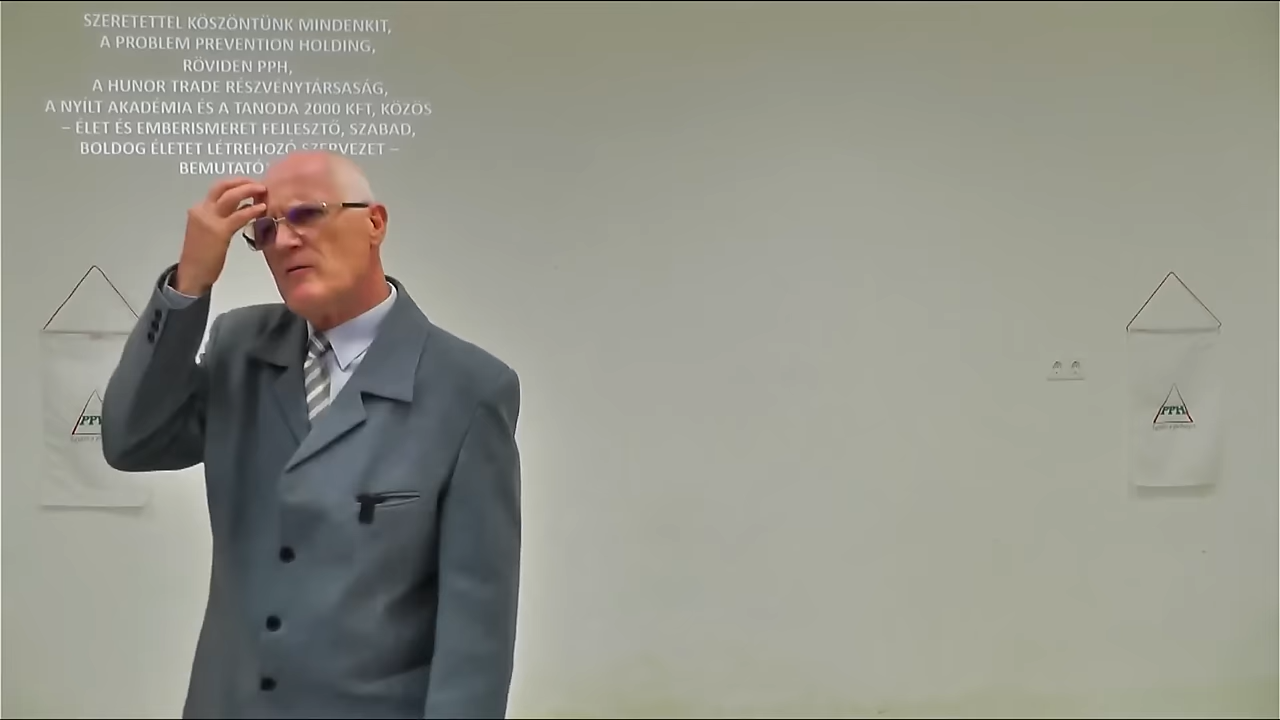 SZERETETTEL KÖSZÖNTÜNK MINDENKIT,
A PROBLEM PREVENTION HOLDING,
RÖVIDEN PPH,
A HUNOR TRADE RÉSZVÉNYTÁRSASÁG,
A NYÍLT AKADÉMIA ÉS A TANODA 2000 KFT, KÖZÖS
– ÉLET ÉS EMBERISMERET FEJLESZTŐ, SZABAD,
BOLDOG ÉLETET LÉTREHOZÓ SZERVEZET –
BEMUTATÓ
PPH
PPH